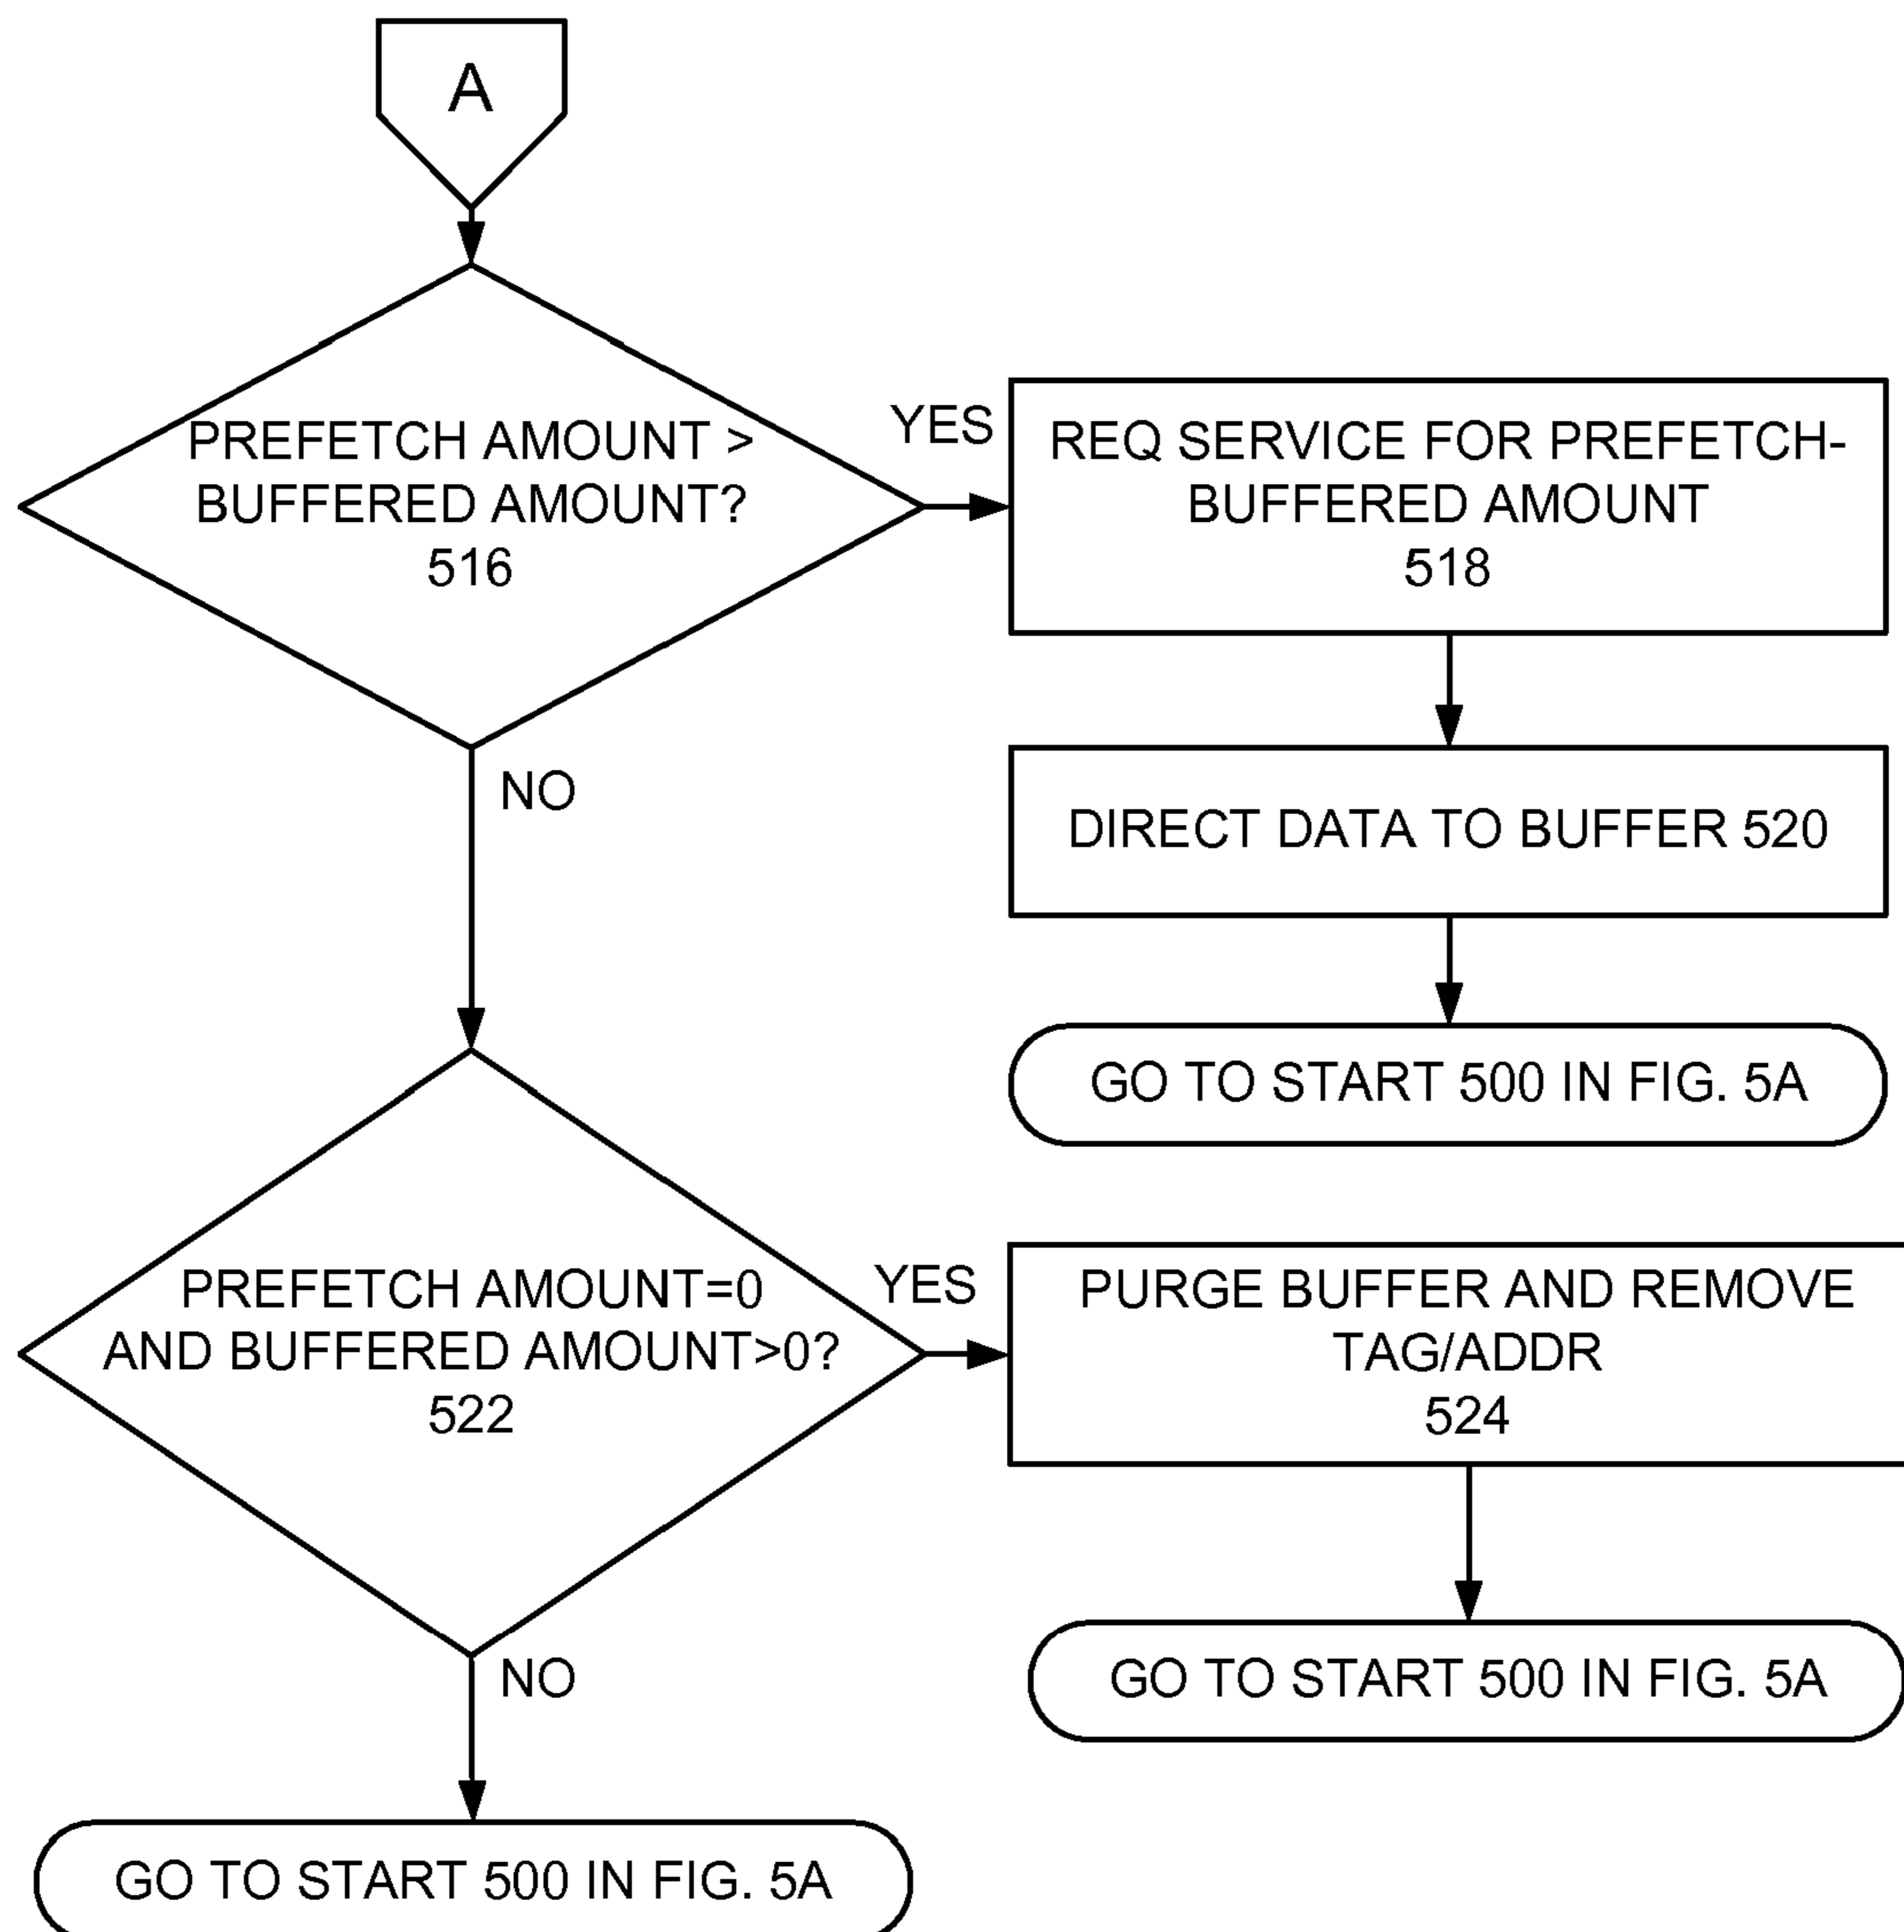 A
PREFETCH AMOUNT >
BUFFERED AMOUNT?
516
YES
REQ SERVICE FOR PREFETCH-
BUFFERED AMOUNT
518
NO
DIRECT DATA TO BUFFER 520
GO TO START 500 IN FIG. 5A
PREFETCH AMOUNT=0
AND BUFFERED AMOUNT>0?
522
YES
PURGE BUFFER AND REMOVE
TAG/ADDR
524
NO
GO TO START 500 IN FIG. 5A
GO TO START 500 IN FIG. 5A